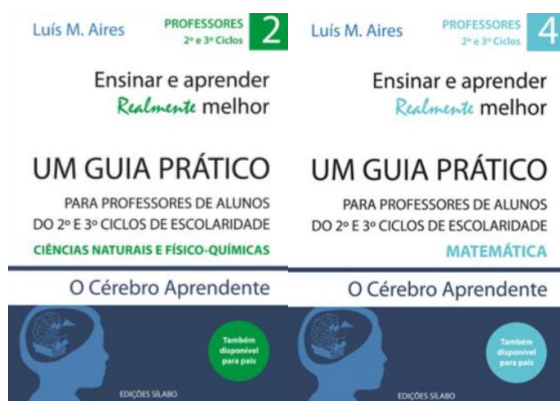 Luís M. Aires
PROFESSORES
2º e 3º Ciclos
2
Ensinar e aprender
Realmente melhor
UM GUIA PRÁTICO
PARA PROFESSORES DE ALUNOS
DO 2º E 3º CICLOS DE ESCOLARIDADE
CIÊNCIAS NATURAIS E FÍSICO-QUÍMICAS
O Cérebro Aprendente
Também
disponível
para pais
EDIÇÕES SÍLABO
Luís M. Aires
PROFESSORES
2º e 3º Ciclos
4
Ensinar e aprender
Realmente melhor
UM GUIA PRÁTICO
PARA PROFESSORES DE ALUNOS
DO 2º E 3º CICLOS DE ESCOLARIDADE
MATEMÁTICA
O Cérebro Aprendente
Também
disponível
para pais
EDIÇÕES SÍLABO